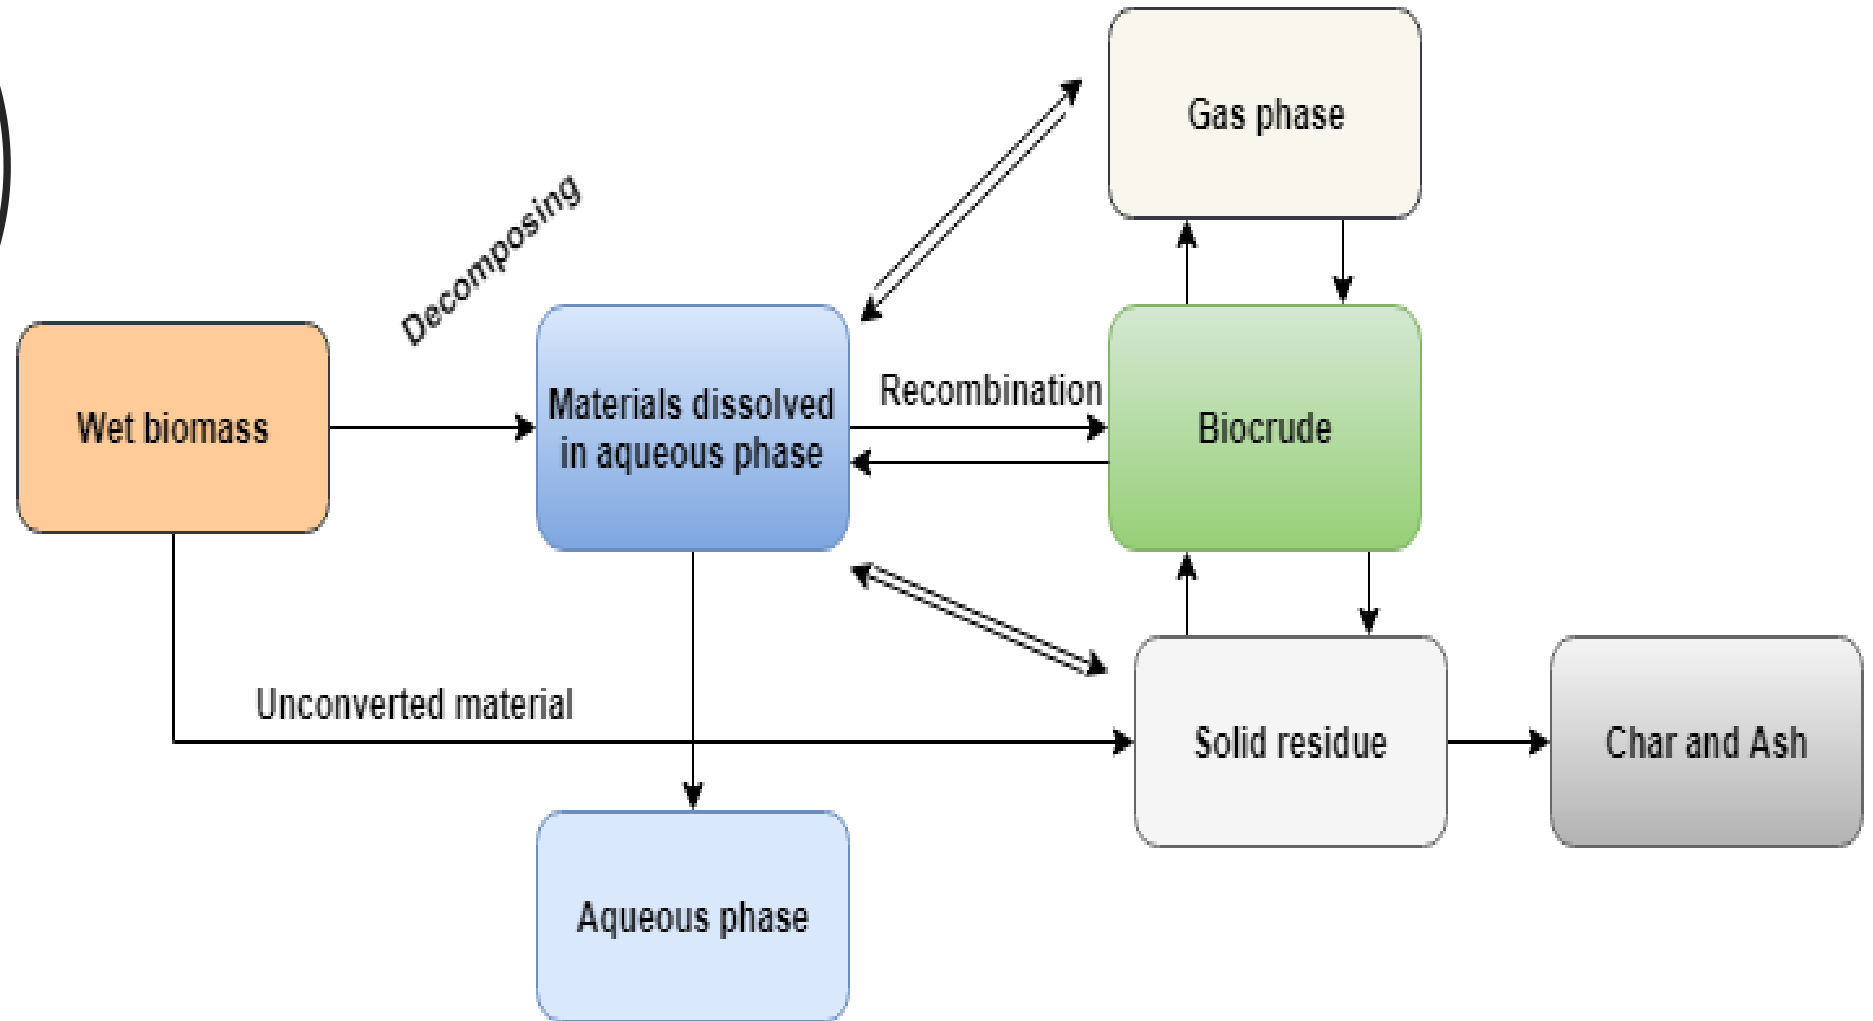 Gas phase
Decomposing
Wet biomass
Materials dissolved
in aqueous phase
Recombination
Biocrude
Unconverted material
Solid residue
Char and Ash
Aqueous phase